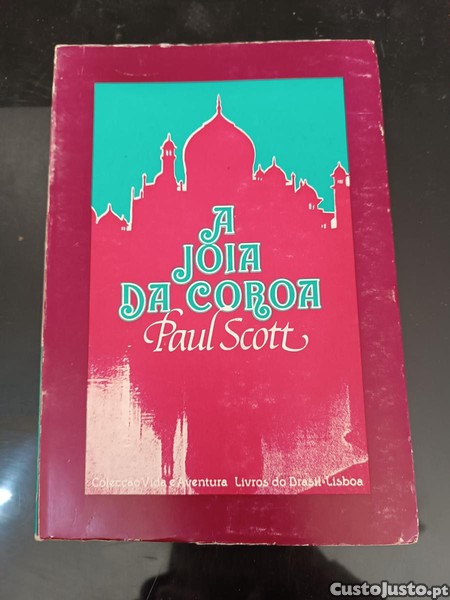 A
JOIA
DA COROA
Paul Scott
Colecção Vida e Aventura Livros do Brasil·Lisboa
CustoJusto.pt